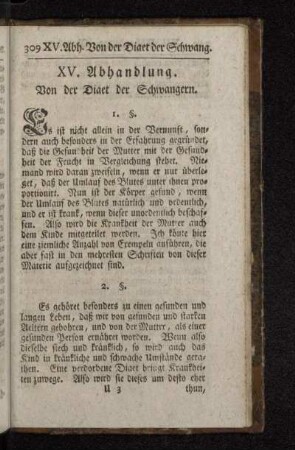 309 XV. Abh. Von der Diaet der Schwang.
XV. Abhandlung.
Von der Diaet der Schwangern.
1. §.
Es ist nicht allein in der Vernunft, son-
dern auch besonders in der Erfahrung gegründet,
daß die Gesundheit der Mutter mit der Gesund-
heit der Frucht in Vergleichung stehet. Nie-
mand wird daran zweifeln, wenn er nur überle-
get, daß der Umlauf des Blutes unter ihnen pro-
portionirt. Nun ist der Körper gesund, wenn
der Umlauf des Blutes natürlich und ordentlich,
und er ist krank, wenn dieser unordentlich beschaf-
fen. Also wird die Krankheit der Mutter auch
dem Kinde mitgeteilet werden. Ich könte hier
eine ziemliche Anzahl von Exempeln anführen, die
aber fast in den mehresten Schriften von dieser
Materie aufgezeichnet sind.
2. §.
Es gehöret besonders zu einen gesunden und
langen Leben, daß wir von gesunden und starken
Aeltern gebohren, und von der Mutter, als einer
gesunden Person ernähret worden. Wenn also
dieselbe siech und kränklich, so wird auch das
Kind in kränkliche und schwache Umstände gera-
then. Eine verdorbene Diaet bringt Krankhei-
ten zuwege. Also wird sie dieses um desto eher
U 3 thun,